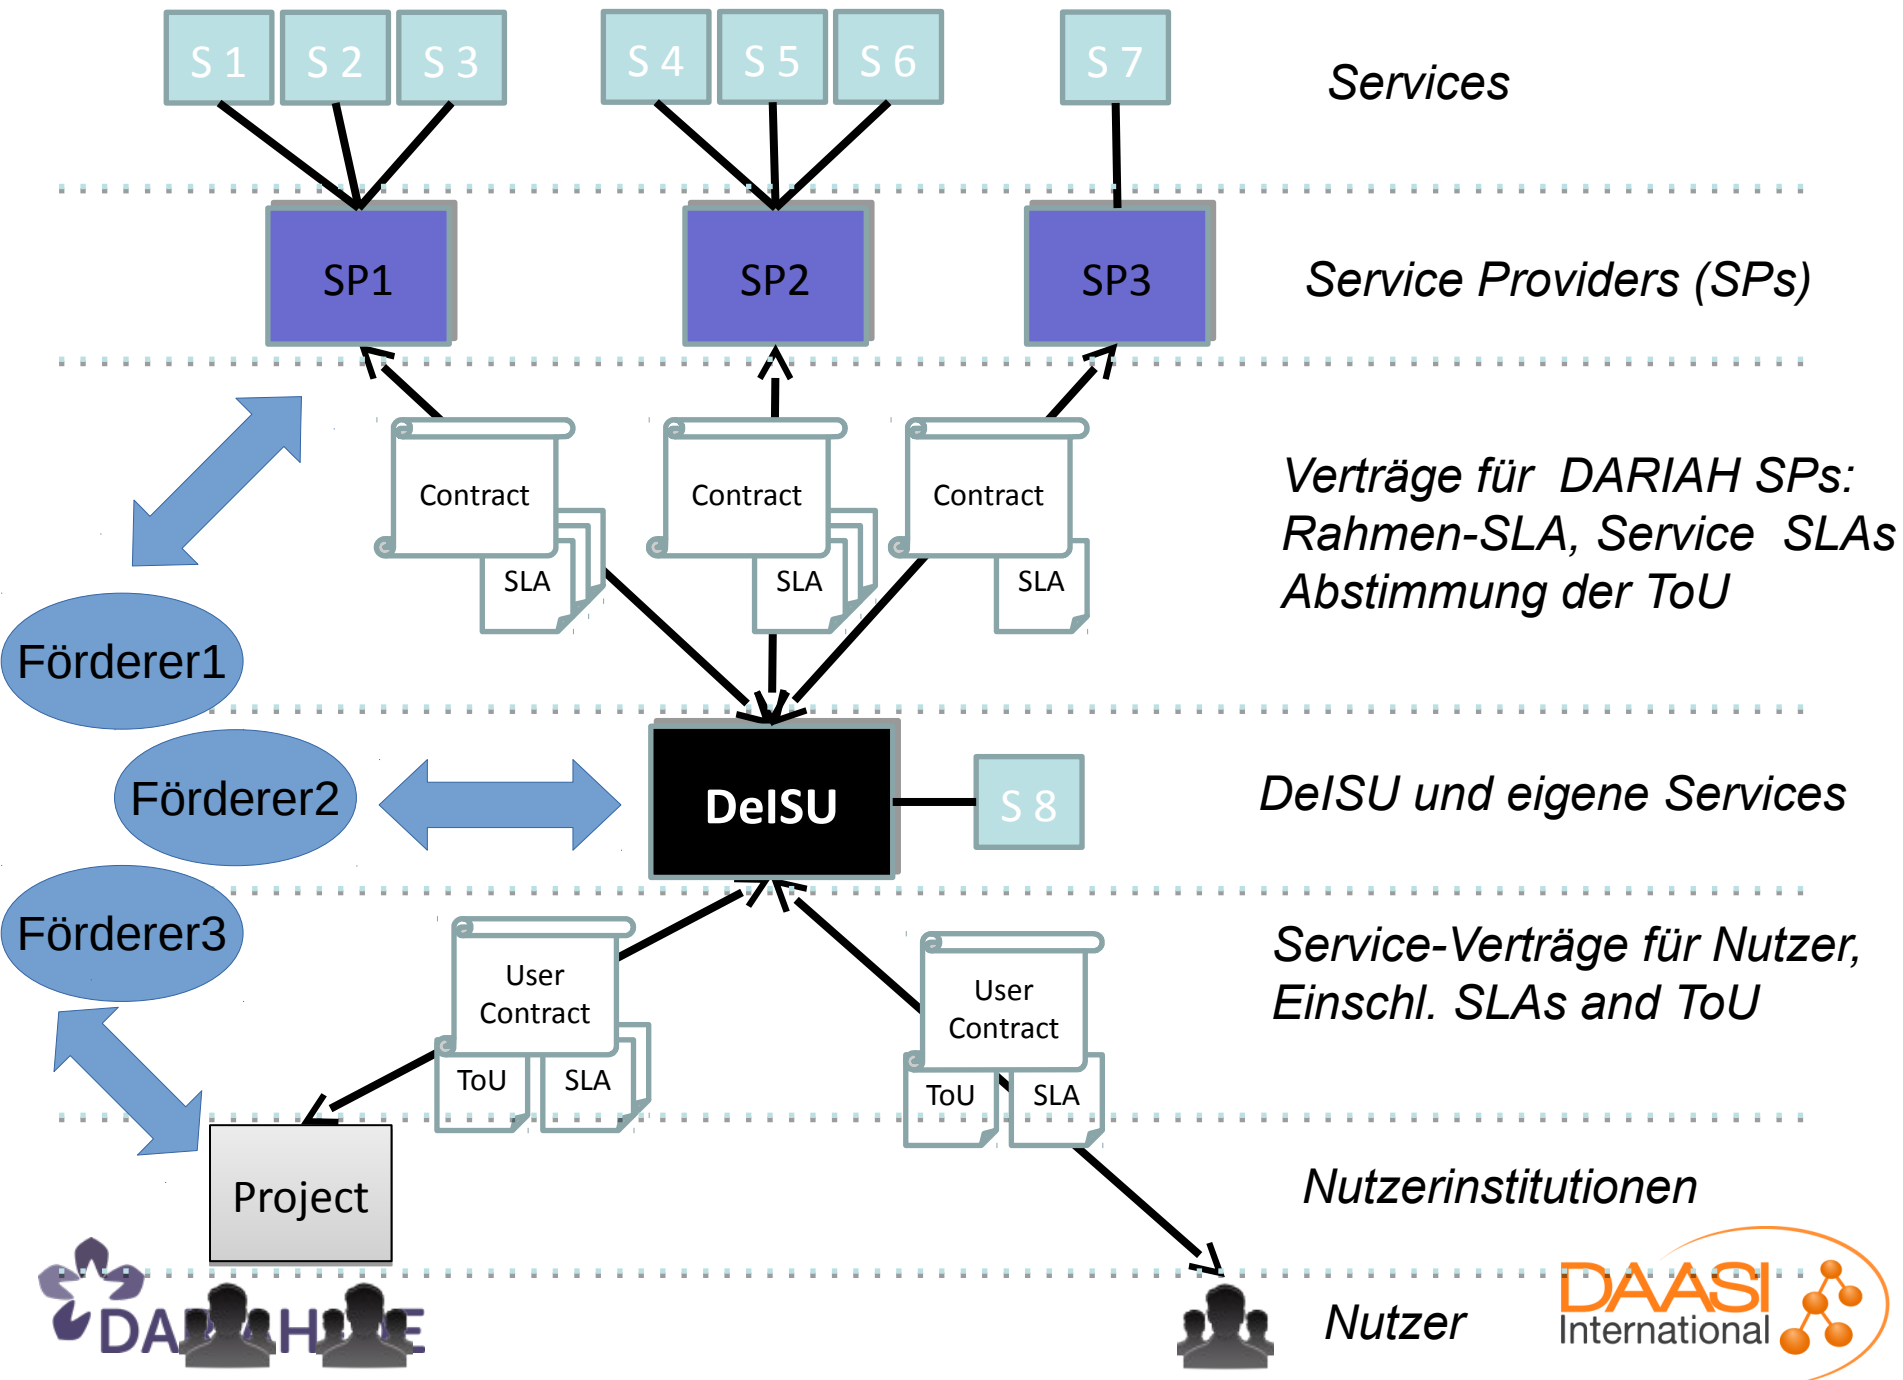 S 1 S 2 S 3 S 4 S 5 S 6 S 7
Services
SP1 SP2 SP3
Service Providers (SPs)
Contract Contract Contract
SLA SLA SLA
Verträge für DARIAH SPs:
Rahmen-SLA, Service SLAs
Abstimmung der ToU
Förderer1
Förderer2
DeISU
S 8
DeISU und eigene Services
Förderer3
User
Contract
ToU SLA
User
Contract
ToU SLA
Service-Verträge für Nutzer,
Einschl. SLAs and ToU
Project
Nutzerinstitutionen
Nutzer
DAASI
International